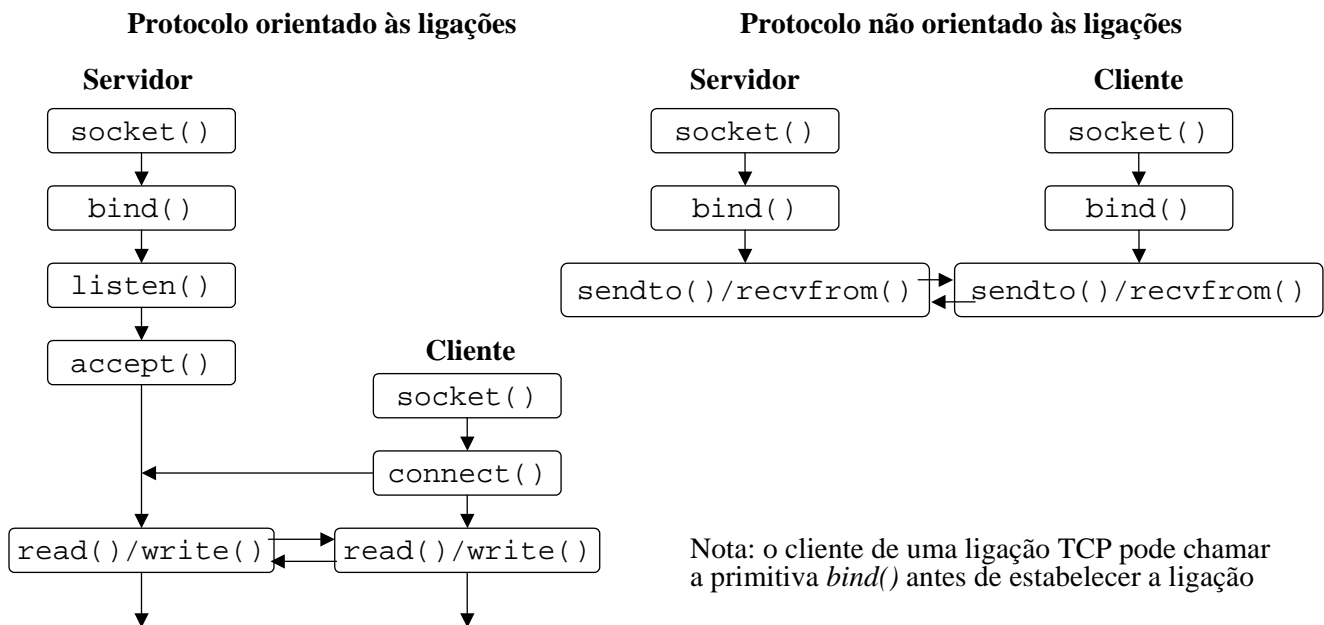 Protocolo orientado às ligações
Servidor
socket()
bind()
listen()
accept()
Cliente
socket()
connect()
read()/write()
read()/write()
Protocolo não orientado às ligações
Servidor
socket()
bind()
sendto()/recvfrom()
Cliente
socket()
bind()
sendto()/recvfrom()
Nota: o cliente de uma ligação TCP pode chamar
a primitiva bind() antes de estabelecer a ligação